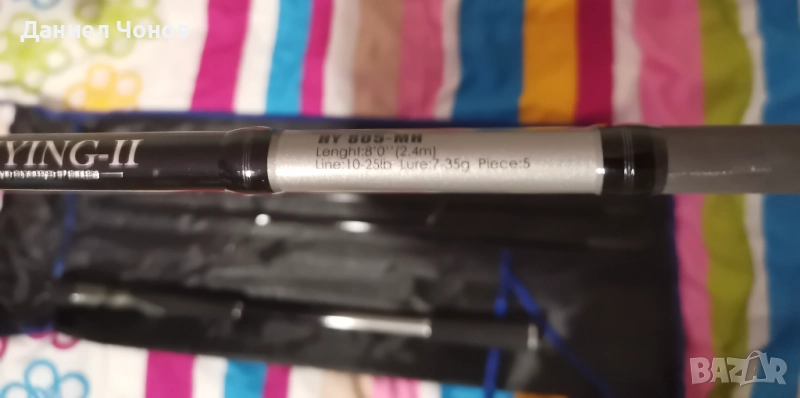 Даниел Чонов
YING-II
RY 805-MH
Lenght:8'0''(2.4m)
Line:10-25lb Lure:7-35g Piece:5
BAZAR